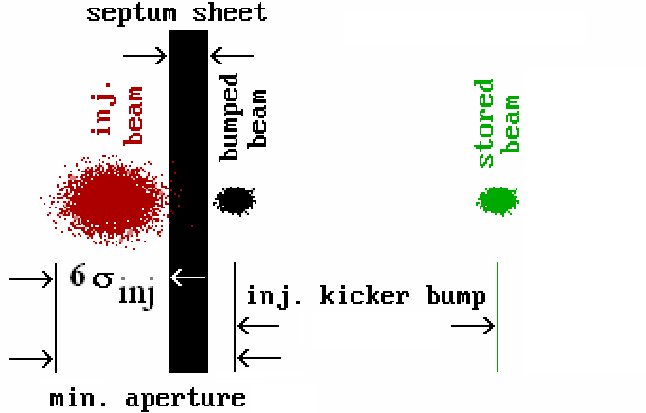 septum sheet
inj.
beam
bumped
beam
stored
beam
6 σinj
inj. kicker bump
min. aperture